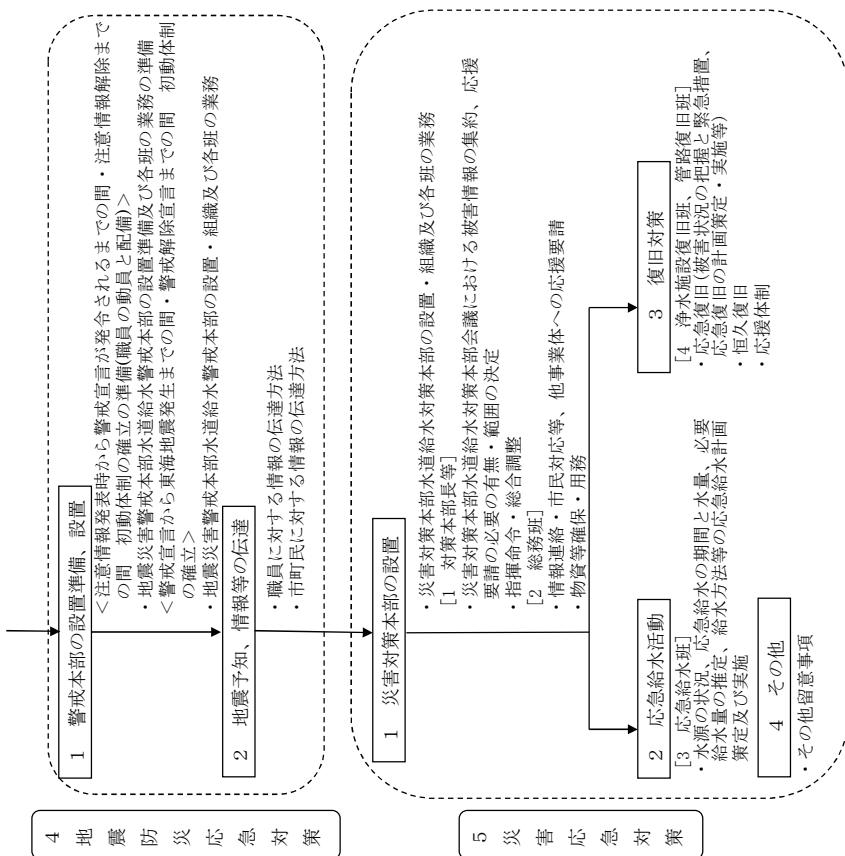 4 地震防災応急対策
1 警戒本部の設置準備、設置
＜注意情報発表時から警戒宣言が発令されるまでの間・注意情報解除まで
の間 初動体制の確立の準備(職員の動員と配備)＞
・地震災害警戒本部水道給水警戒本部の設置準備及び各班の業務の準備
＜警戒宣言から東海地震発生までの間・警戒解除宣言までの間 初動体制
の確立＞
・地震災害警戒本部水道給水警戒本部の設置・組織及び各班の業務
2 地震予知、情報等の伝達
・職員に対する情報の伝達方法
・市町民に対する情報の伝達方法
5 災害応急対策
1 災害対策本部の設置
・災害対策本部水道給水対策本部の設置・組織及び各班の業務
[1 対策本部長等]
・災害対策本部水道給水対策本部会議における被害情報の集約、応援
要請の必要の有無・範囲の決定
・指揮命令・総合調整
[2 総務班]
・情報連絡・市民対応等、他事業体への応援要請
・物資等確保・用務
2 応急給水活動
[3 応急給水班]
・水源の状況、応急給水の期間と水量、必要
給水量の推定、給水方法等の応急給水計画
策定及び実施
3 復旧対策
[4 浄水施設復旧班、管路復旧班]
・応急復旧(被害状況の把握と緊急措置、
応急復旧の計画策定・実施等)
・恒久復旧
・応援体制
4 その他
・その他留意事項